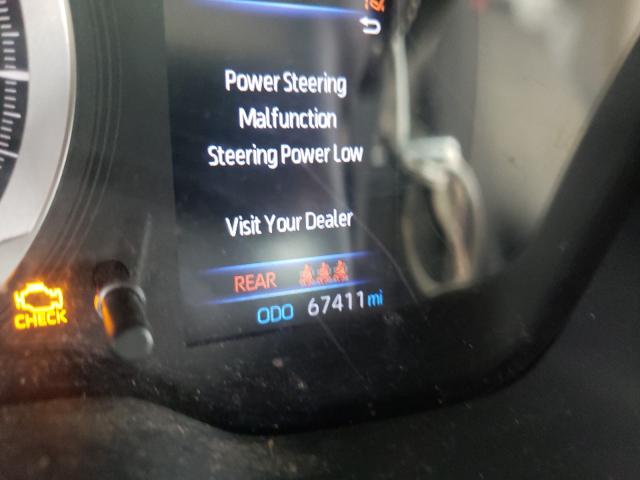 Power Steering
Malfunction
Steering Power Low
Visit Your Dealer
REAR
ODO 67411 mi
CHECK